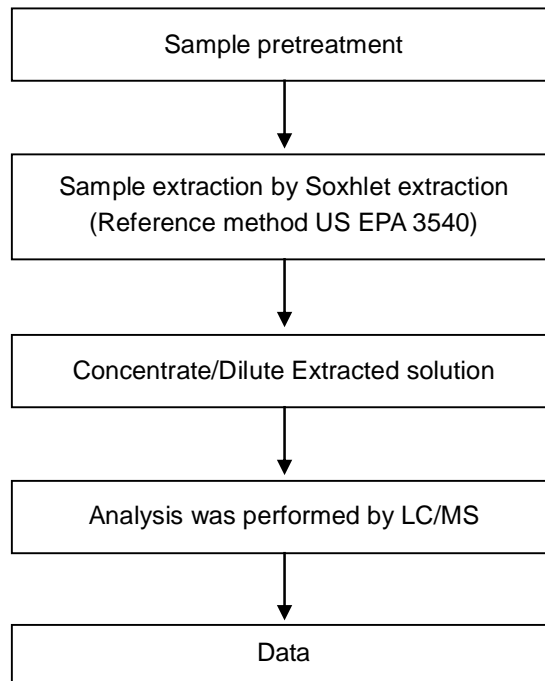 Sample pretreatment
Sample extraction by Soxhlet extraction
(Reference method US EPA 3540)
Concentrate/Dilute Extracted solution
Analysis was performed by LC/MS
Data